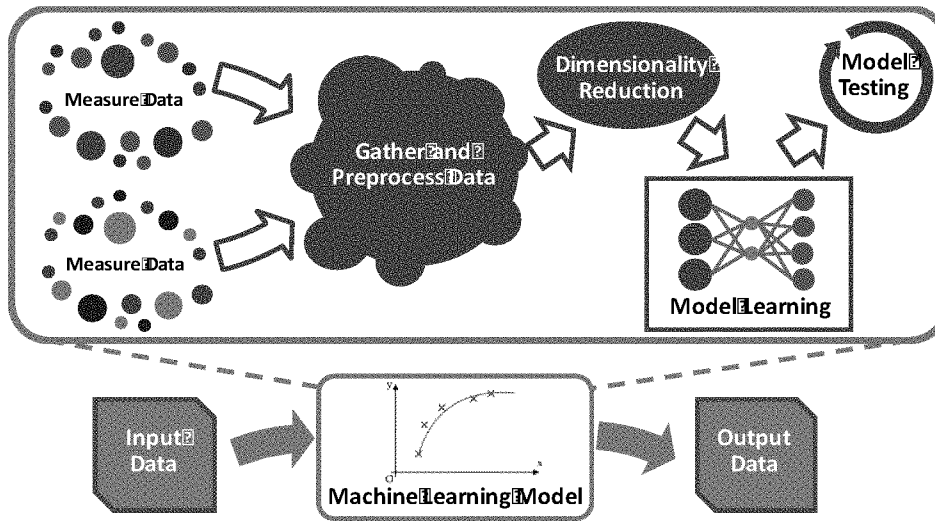 Measure Data
Gather and
Preprocess Data
Dimensionality
Reduction
Model
Testing
Measure Data
Model Learning
Input
Data
y
x
O
Machine Learning Model
Output
Data